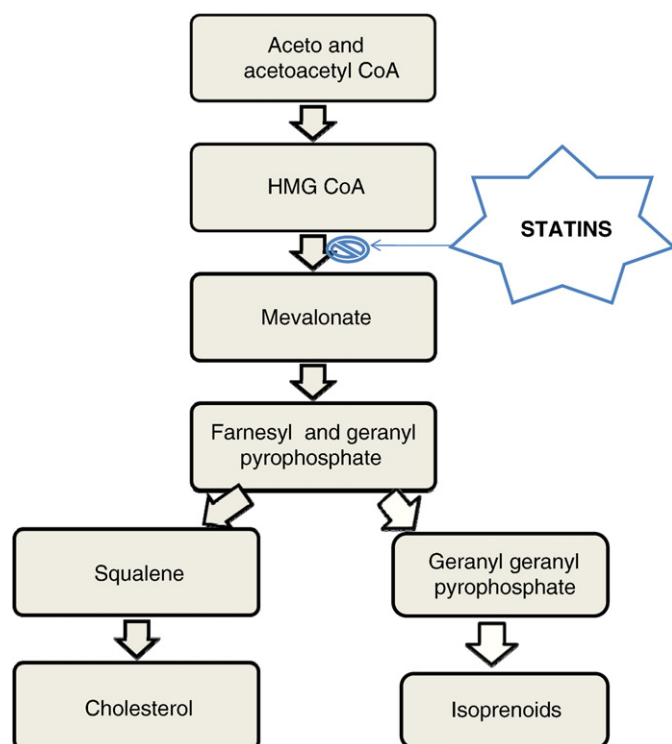 Aceto and
acetoacetyl CoA
HMG CoA
STATINS
Mevalonate
Farnesyl and geranyl
pyrophosphate
Squalene
Geranyl geranyl
pyrophosphate
Cholesterol
Isoprenoids